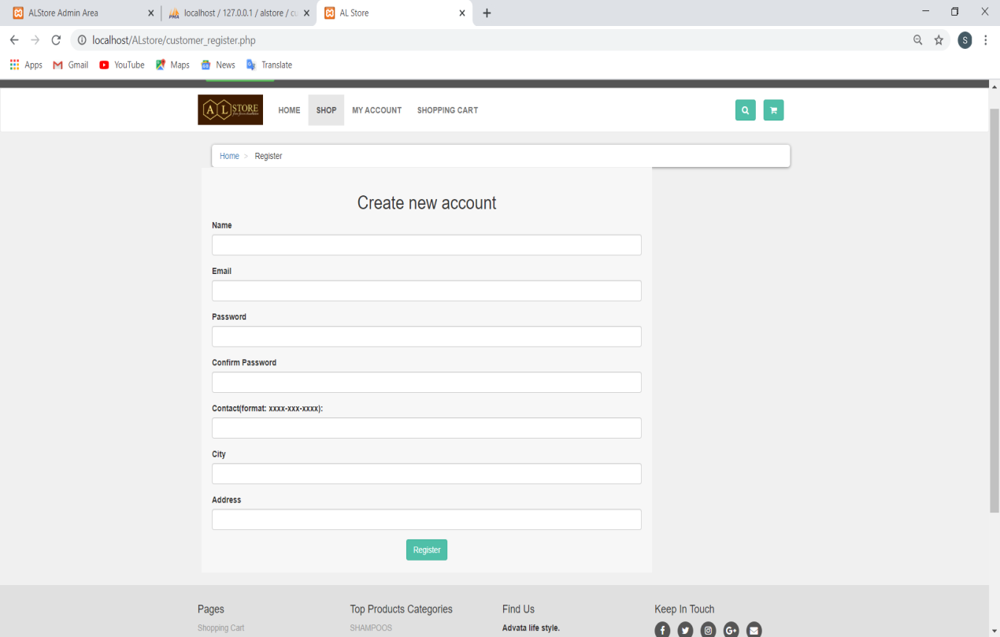 ALStore Admin Area
localhost / 127.0.0.1 / alstore / cu
AL Store
localhost/ALstore/customer_register.php
S
Apps Gmail YouTube Maps News Translate
A L STORE
HOME SHOP MY ACCOUNT SHOPPING CART
Home > Register
Create new account
Name
Email
Password
Confirm Password
Contact(format: xxxx-xxx-xxxx):
City
Address
Register
Pages Top Products Categories Find Us Keep In Touch
Shopping Cart SHAMPOOS Advata life style.